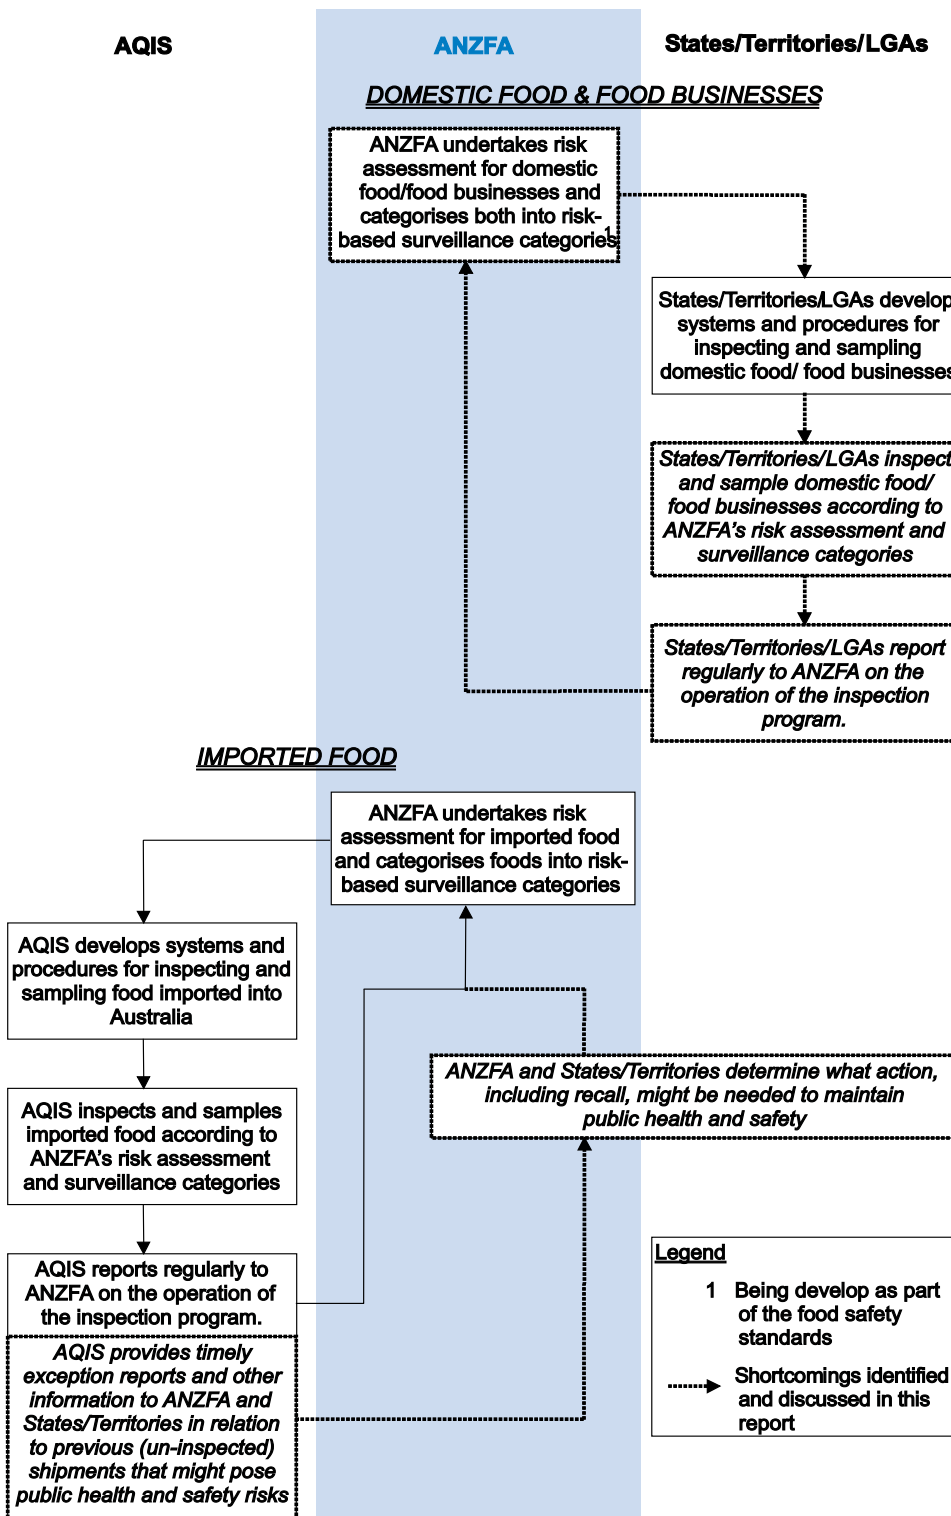 AQIS
ANZFA
States/Territories/LGAs
DOMESTIC FOOD & FOOD BUSINESSES
ANZFA undertakes risk
assessment for domestic
food/food businesses and
categorises both into risk-
based surveillance categories1
States/Territories/LGAs develop
systems and procedures for
inspecting and sampling
domestic food/ food businesses
States/Territories/LGAs inspect
and sample domestic food/
food businesses according to
ANZFA's risk assessment and
surveillance categories
States/Territories/LGAs report
regularly to ANZFA on the
operation of the inspection
program.
IMPORTED FOOD
ANZFA undertakes risk
assessment for imported food
and categorises foods into risk-
based surveillance categories
AQIS develops systems and
procedures for inspecting and
sampling food imported into
Australia
ANZFA and States/Territories determine what action,
including recall, might be needed to maintain
public health and safety
AQIS inspects and samples
imported food according to
ANZFA's risk assessment
and surveillance categories
AQIS reports regularly to
ANZFA on the operation of
the inspection program.
AQIS provides timely
exception reports and other
information to ANZFA and
States/Territories in relation
to previous (un-inspected)
shipments that might pose
public health and safety risks
Legend
1 Being develop as part
of the food safety
standards
Shortcomings identified
and discussed in this
report